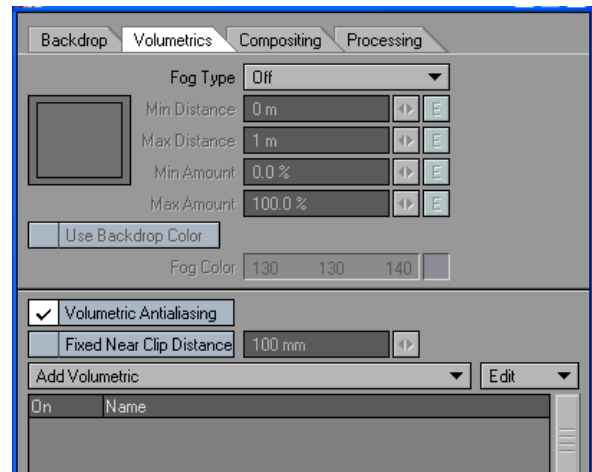 Backdrop Volumetrics Compositing Processing
Fog Type Off
Min Distance 0 m E
Max Distance 1 m E
Min Amount 0.0 % E
Max Amount 100.0 % E
Use Backdrop Color
Fog Color 130 130 140
Volumetric Antialiasing
Fixed Near Clip Distance 100 mm
Add Volumetric Edit
On Name